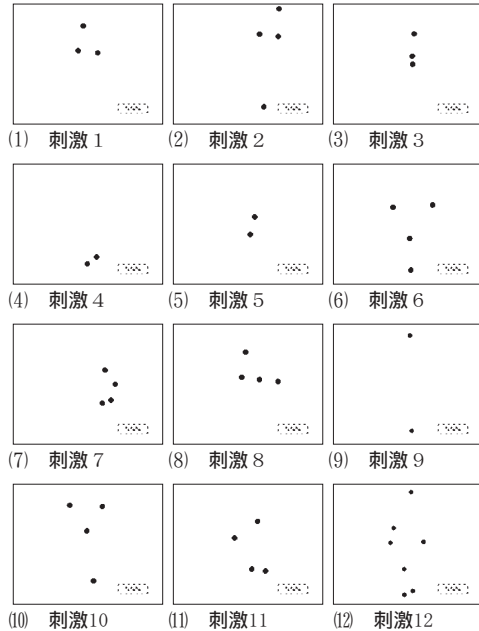 (1) 刺激1 (2) 刺激2 (3) 刺激3
(4) 刺激4 (5) 刺激5 (6) 刺激6
(7) 刺激7 (8) 刺激8 (9) 刺激9
(10) 刺激10 (11) 刺激11 (12) 刺激12